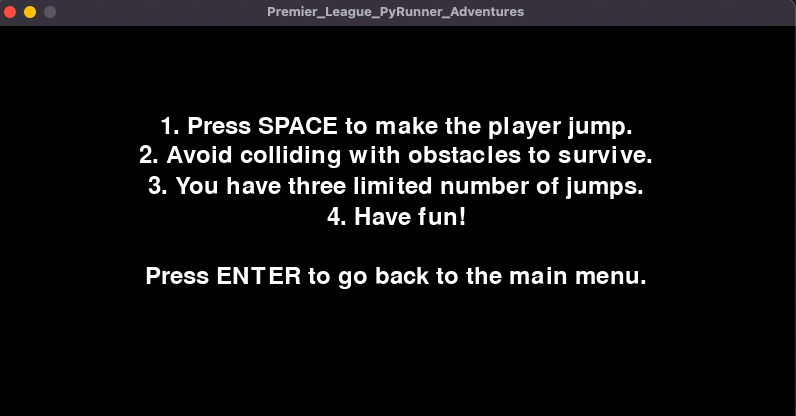 Premier_League_PyRunner_Adventures
1. Press SPACE to make the player jump.
2. Avoid colliding with obstacles to survive.
3. You have three limited number of jumps.
4. Have fun!
Press ENTER to go back to the main menu.